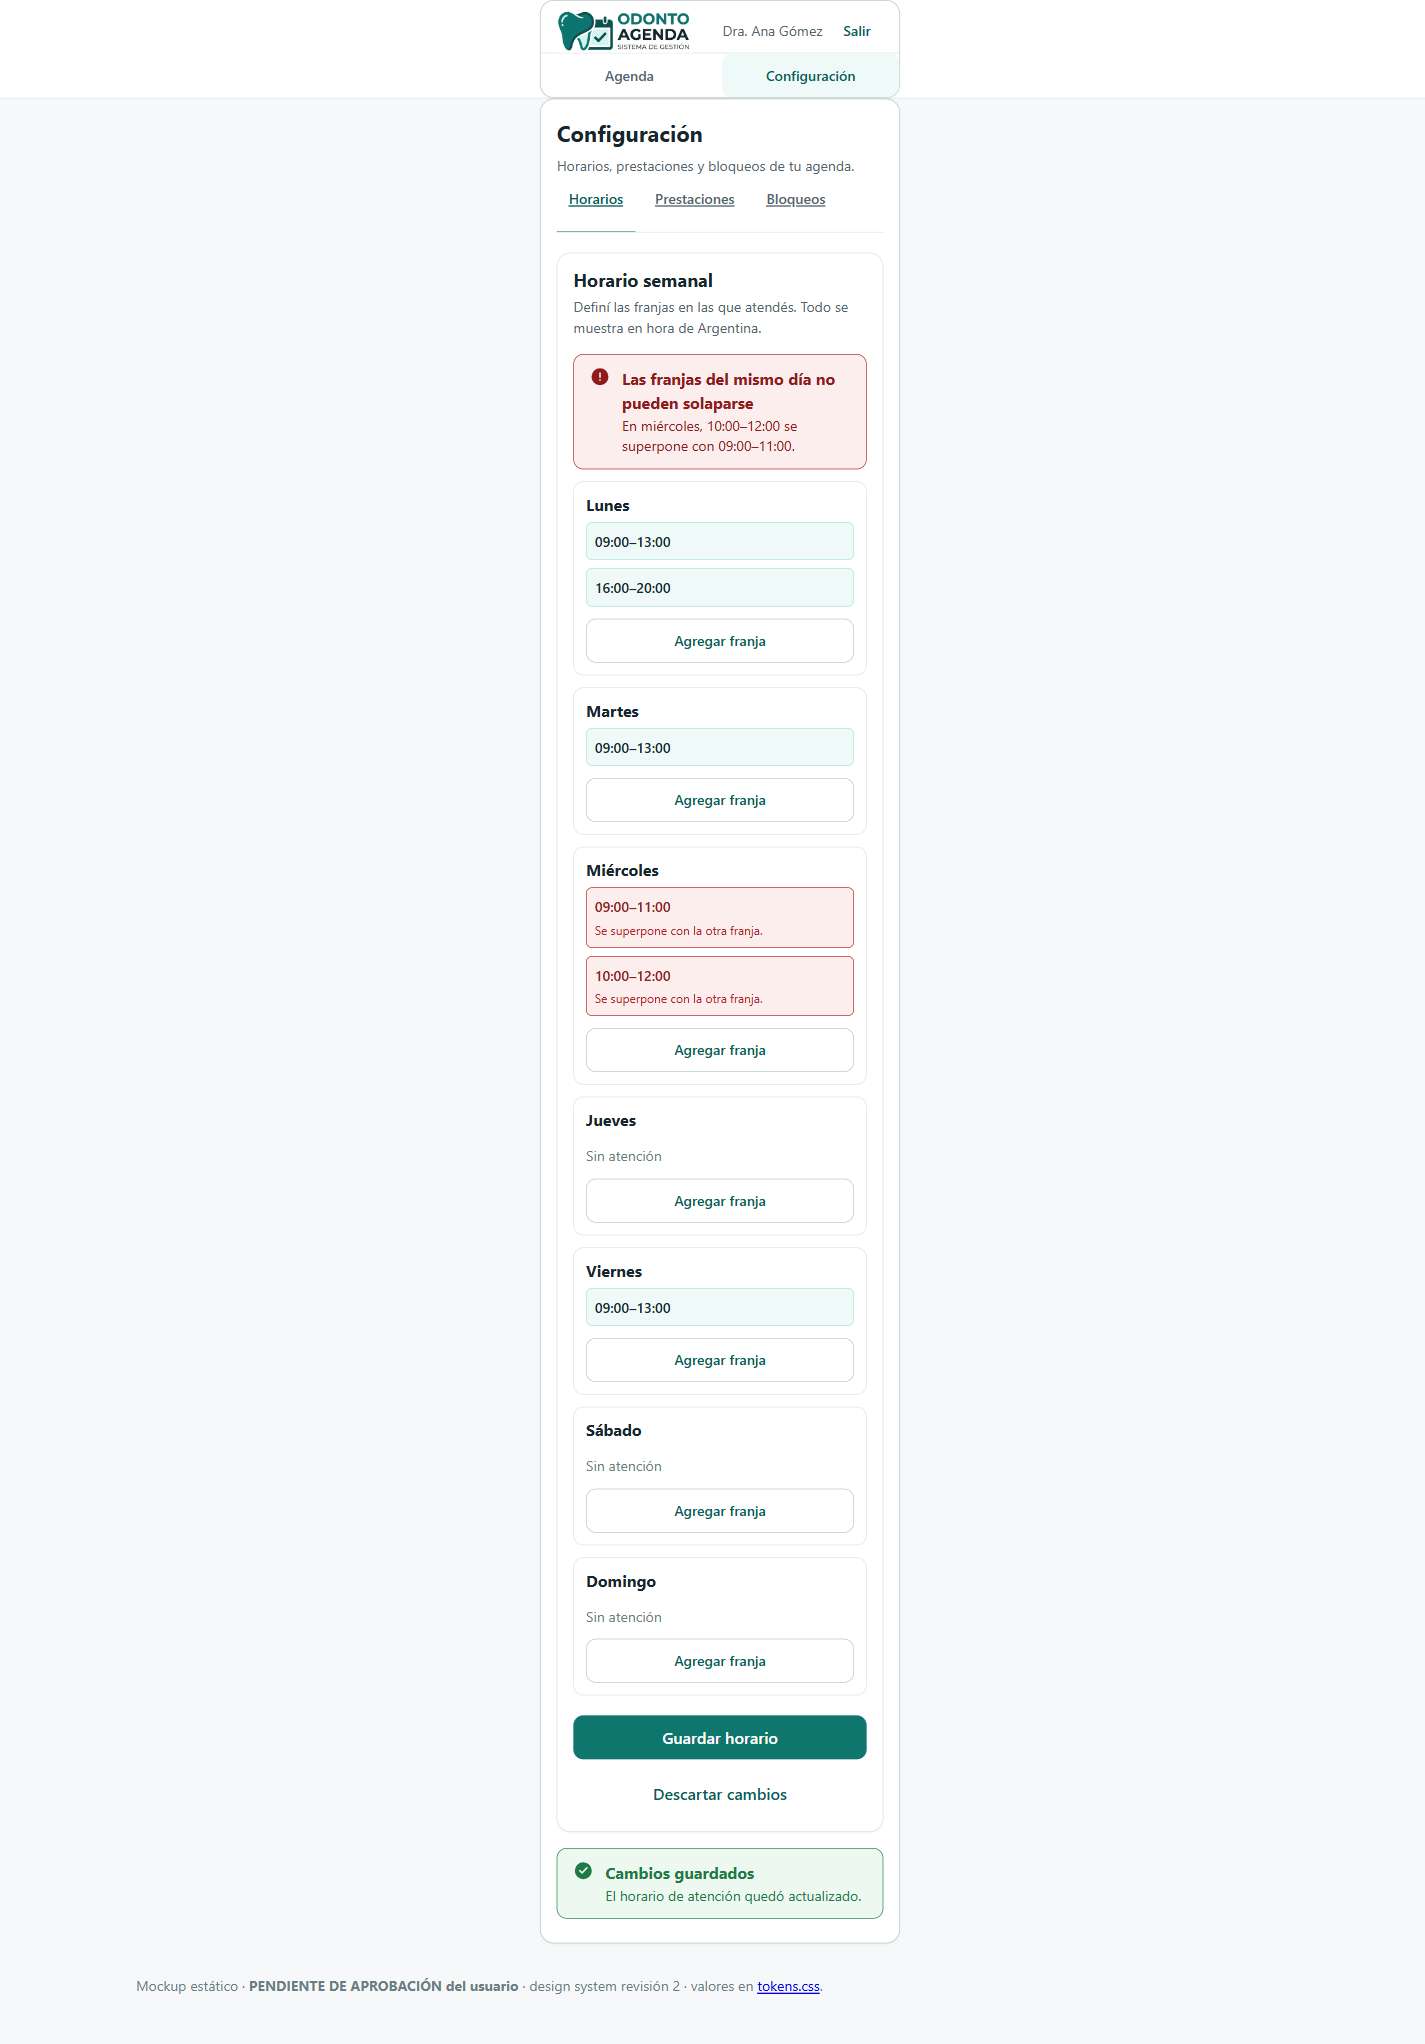 ODONTO
AGENDA
SISTEMA DE GESTIÓN
Dra. Ana Gómez
Salir
Agenda
Configuración
Configuración
Horarios, prestaciones y bloqueos de tu agenda.
Horarios
Prestaciones
Bloqueos
Horario semanal
Definí las franjas en las que atendés. Todo se
muestra en hora de Argentina.
Las franjas del mismo día no
pueden solaparse
En miércoles, 10:00–12:00 se
superpone con 09:00–11:00.
Lunes
09:00–13:00
16:00–20:00
Agregar franja
Martes
09:00–13:00
Agregar franja
Miércoles
09:00–11:00
Se superpone con la otra franja.
10:00–12:00
Se superpone con la otra franja.
Agregar franja
Jueves
Sin atención
Agregar franja
Viernes
09:00–13:00
Agregar franja
Sábado
Sin atención
Agregar franja
Domingo
Sin atención
Agregar franja
Guardar horario
Descartar cambios
Cambios guardados
El horario de atención quedó actualizado.
Mockup estático · PENDIENTE DE APROBACIÓN del usuario · design system revisión 2 · valores en tokens.css.